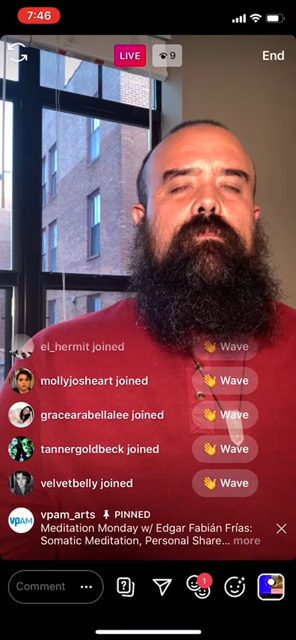 7:46
LIVE 9 End
el_hermit joined 👋 Wave
mollyjosheart joined 👋 Wave
gracearabellalee joined 👋 Wave
tannergoldbeck joined 👋 Wave
velvetbelly joined 👋 Wave
VPAM vpam_arts PINNED
Meditation Monday w/ Edgar Fabián Frías:
Somatic Meditation, Personal Share... more
Comment ... 1